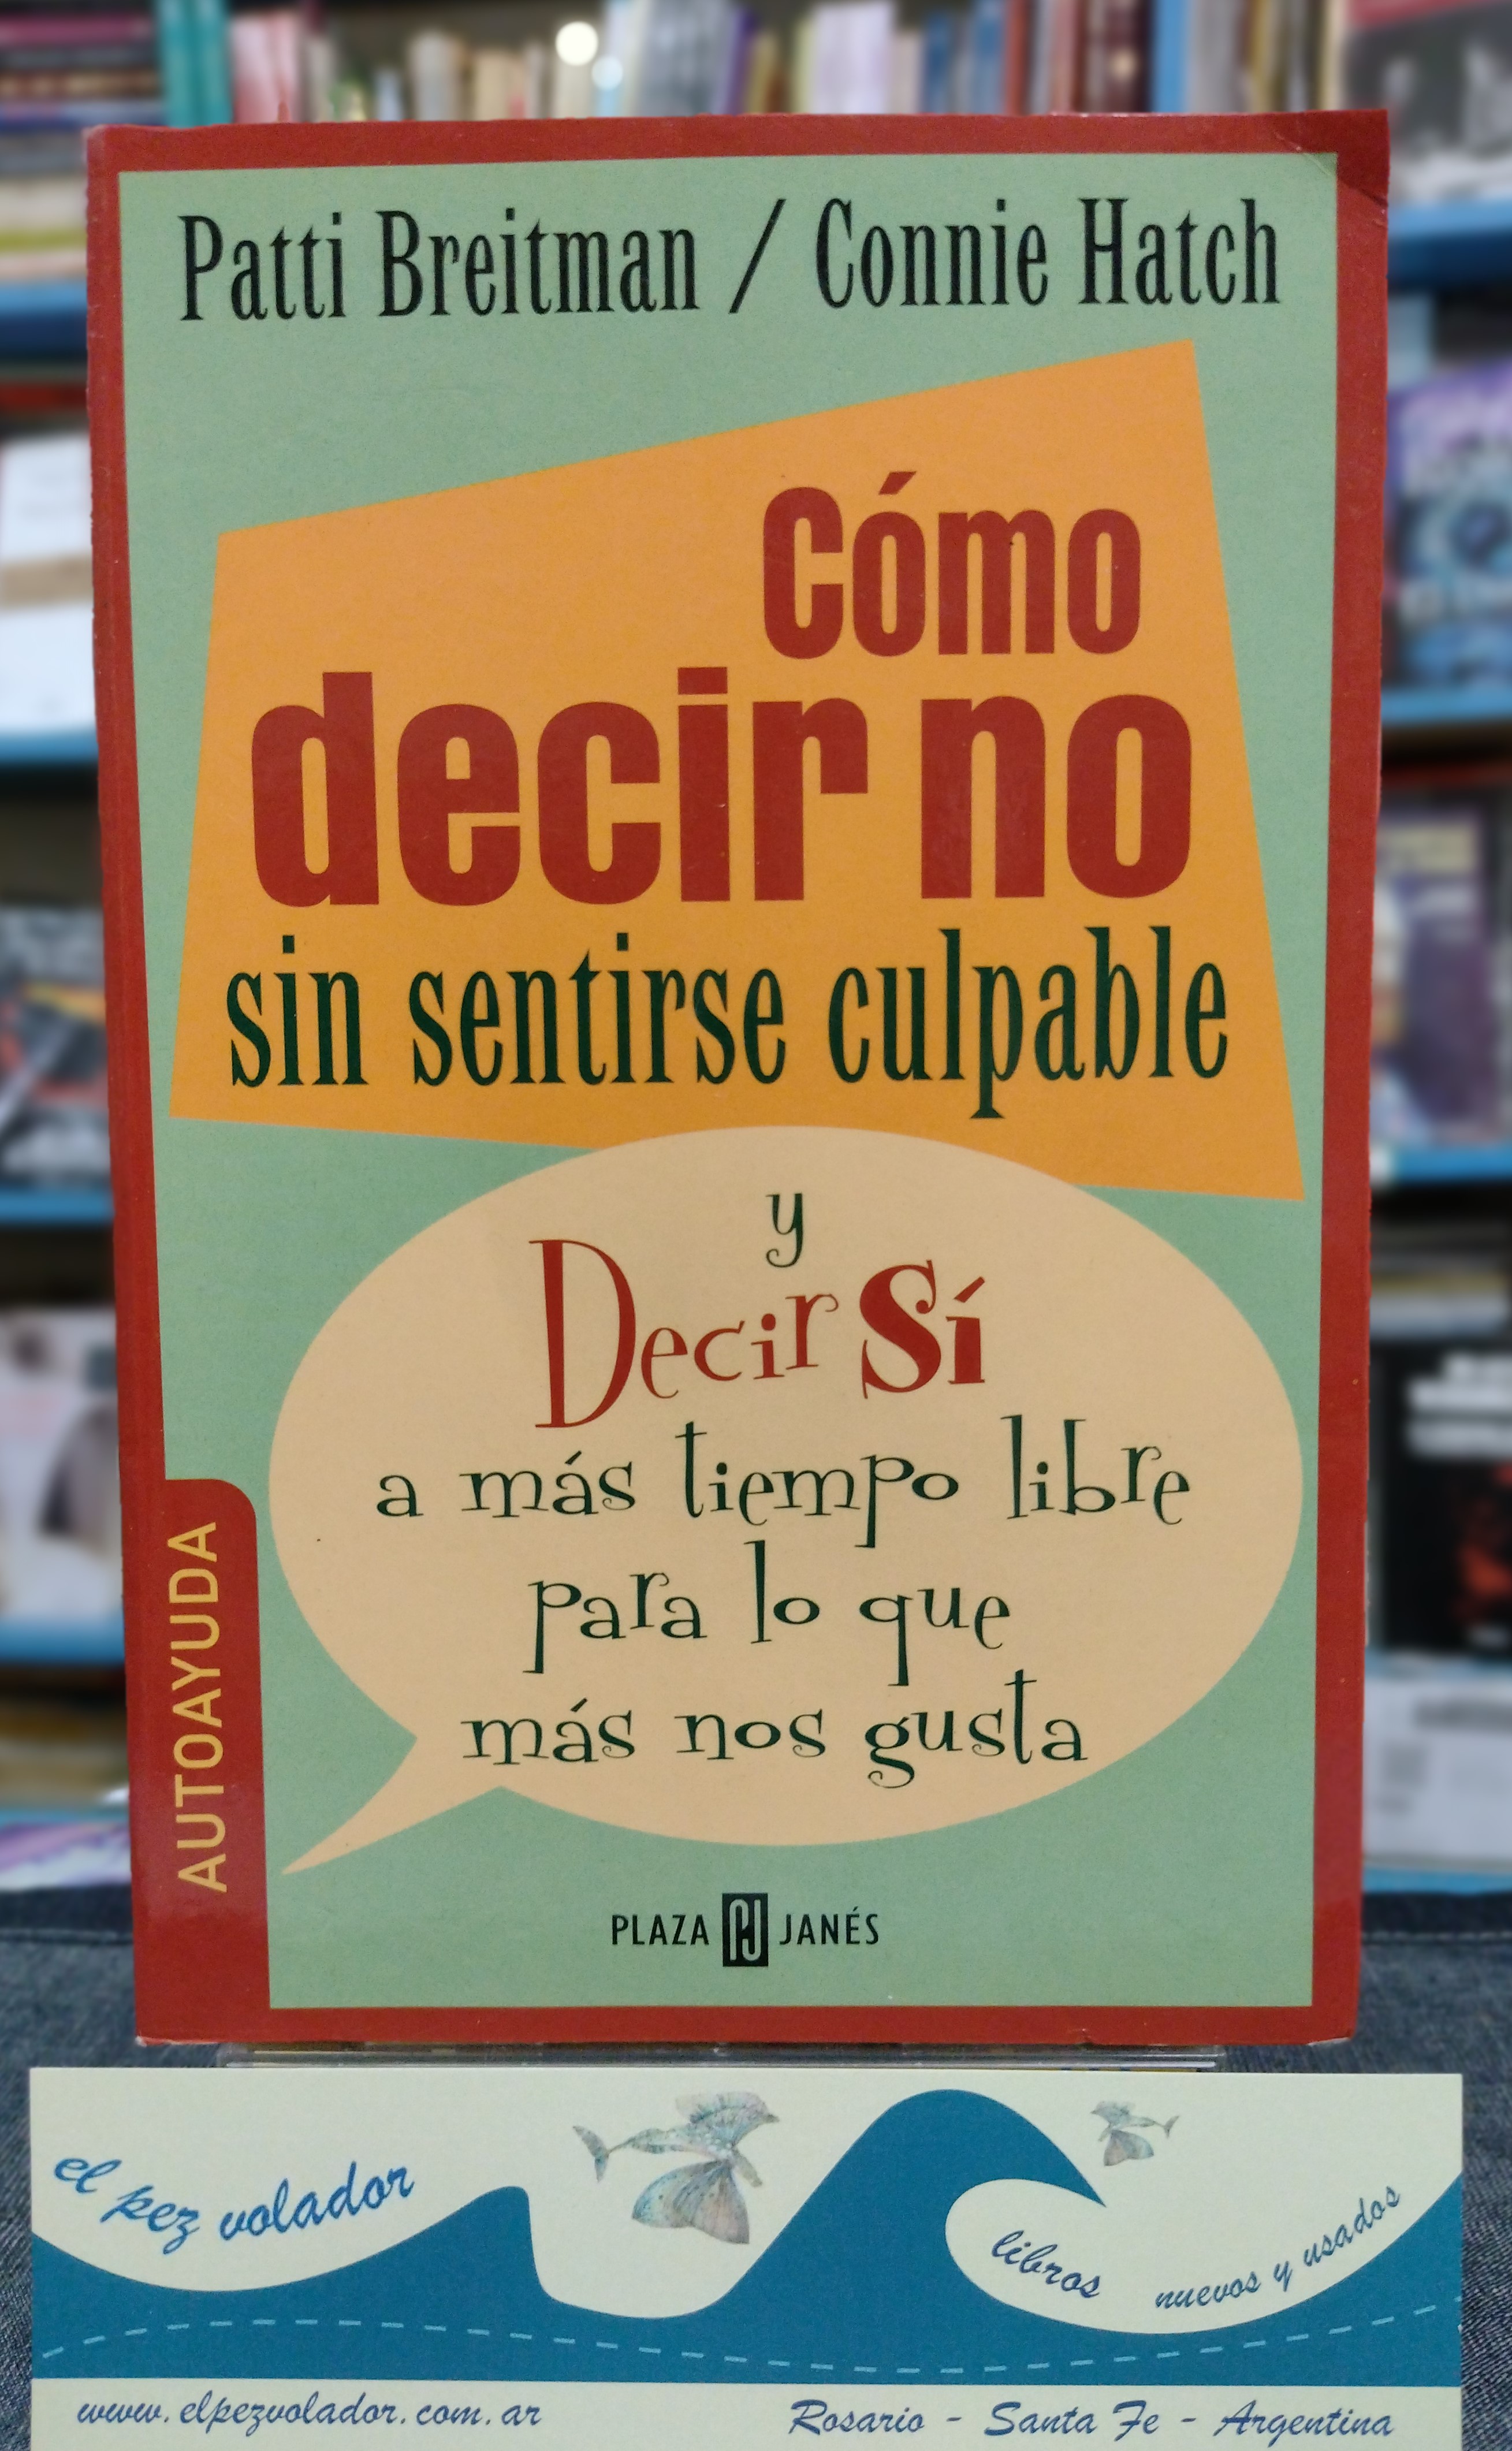 Patti Breitman / Connie Hatch
Cómo
decir no
sin sentirse culpable
y
Decir Sí
a más tiempo libre
para lo que
más nos gusta
AUTOAYUDA
PLAZA JANÉS
el pez volador
libros nuevos y usados
www.elpezvolador.com.ar
Rosario - Santa Fe - Argentina